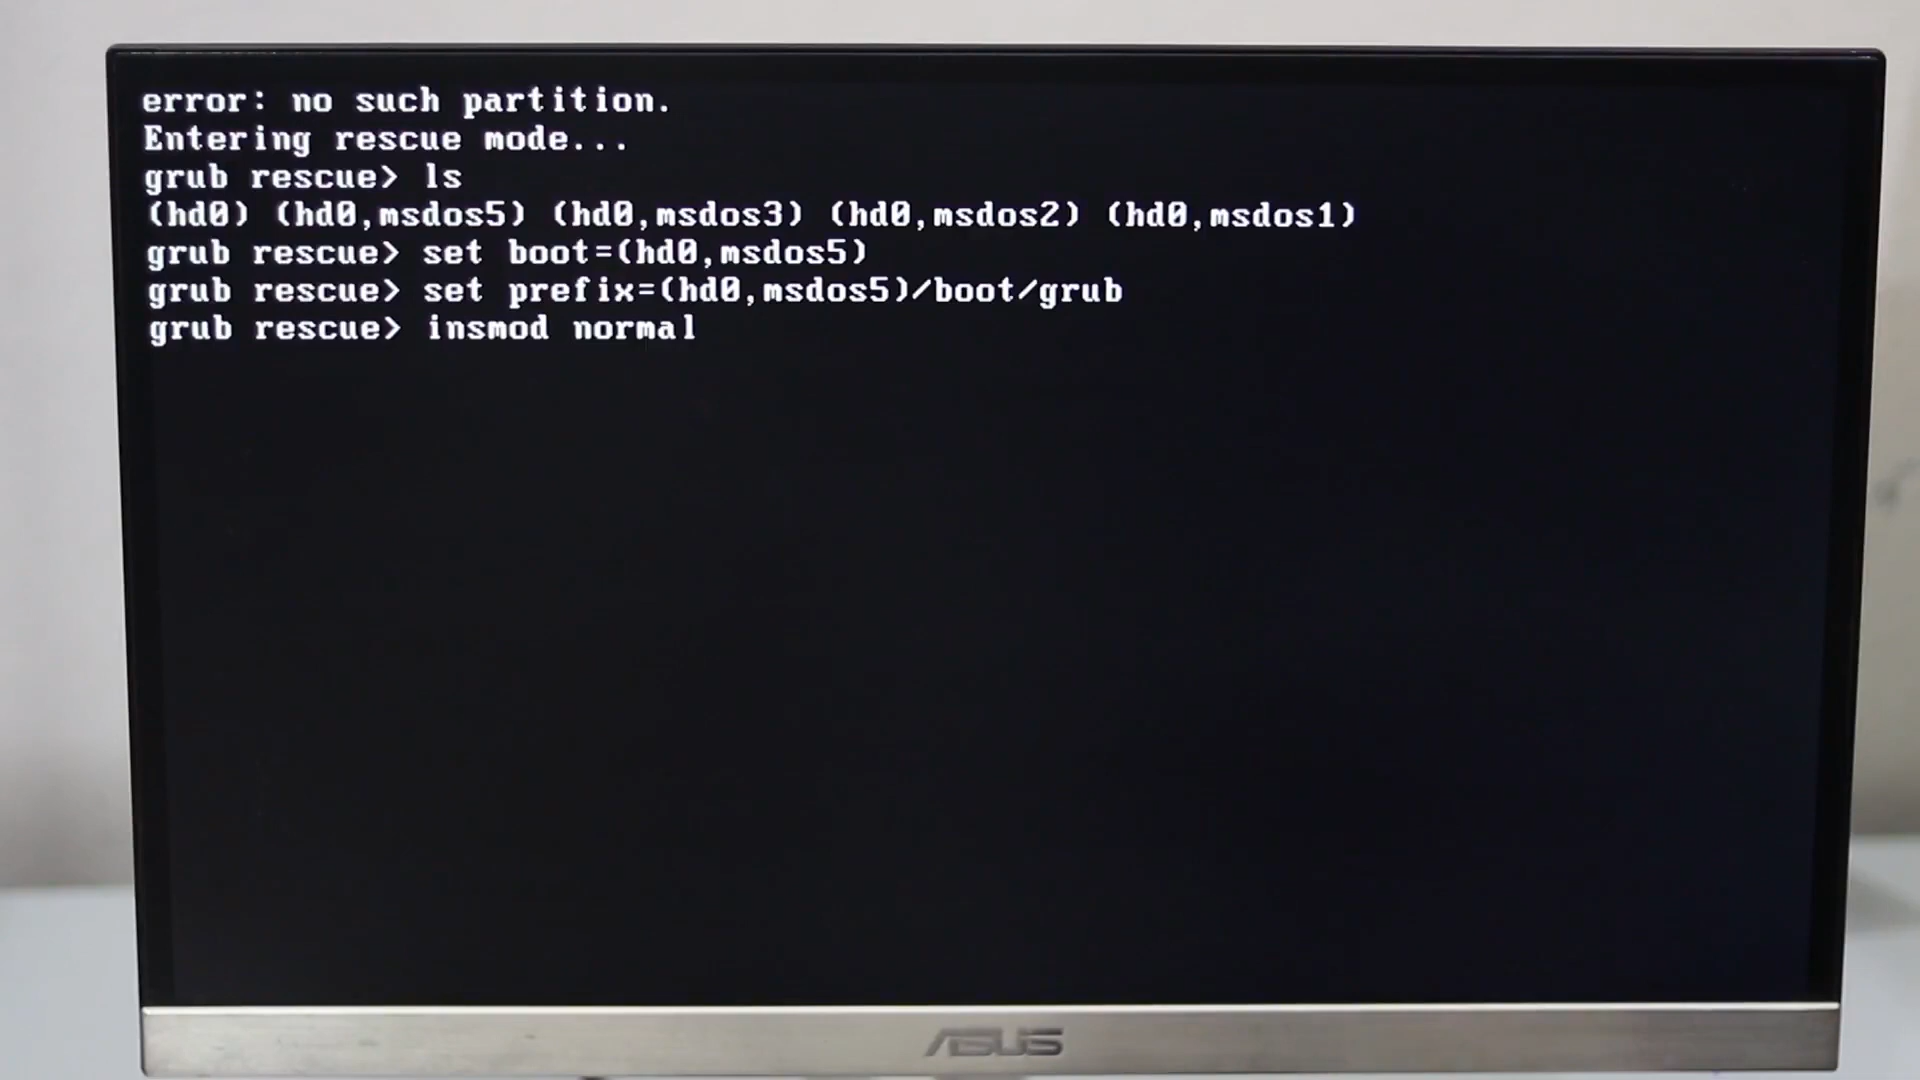 error: no such partition.
Entering rescue mode...
grub rescue> ls
(hd0) (hd0,msdos5) (hd0,msdos3) (hd0,msdos2) (hd0,msdos1)
grub rescue> set boot=(hd0,msdos5)
grub rescue> set prefix=(hd0,msdos5)/boot/grub
grub rescue> insmod normal
ASUS